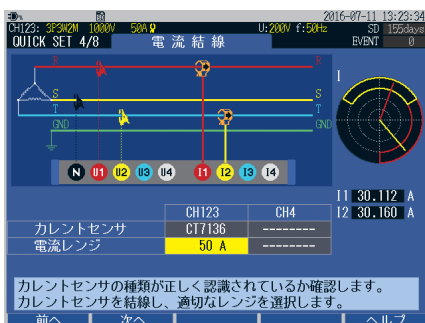 2016-07-11 13:23:34
CH123: 3P3W2M 1000V 50A U:200V f:50Hz SD 155days
QUICK SET 4/8 電流結線 EVENT 0
R R
S S
T T
GND GND
I
N U1 U2 U3 U4 I1 I2 I3 I4
I1 30.112 A
I2 30.160 A
CH123 CH4
カレントセンサ CT7136 --------
電流レンジ 50 A --------
カレントセンサの種類が正しく認識されているか確認します。
カレントセンサを結線し、適切なレンジを選択します。
前へ 次へ ヘルプ